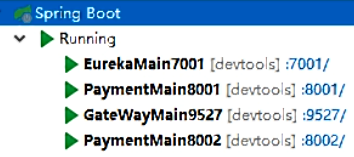 Spring Boot
Running
EurekaMain7001 [devtools] :7001/
PaymentMain8001 [devtools] :8001/
GateWayMain9527 [devtools] :9527/
PaymentMain8002 [devtools] :8002/